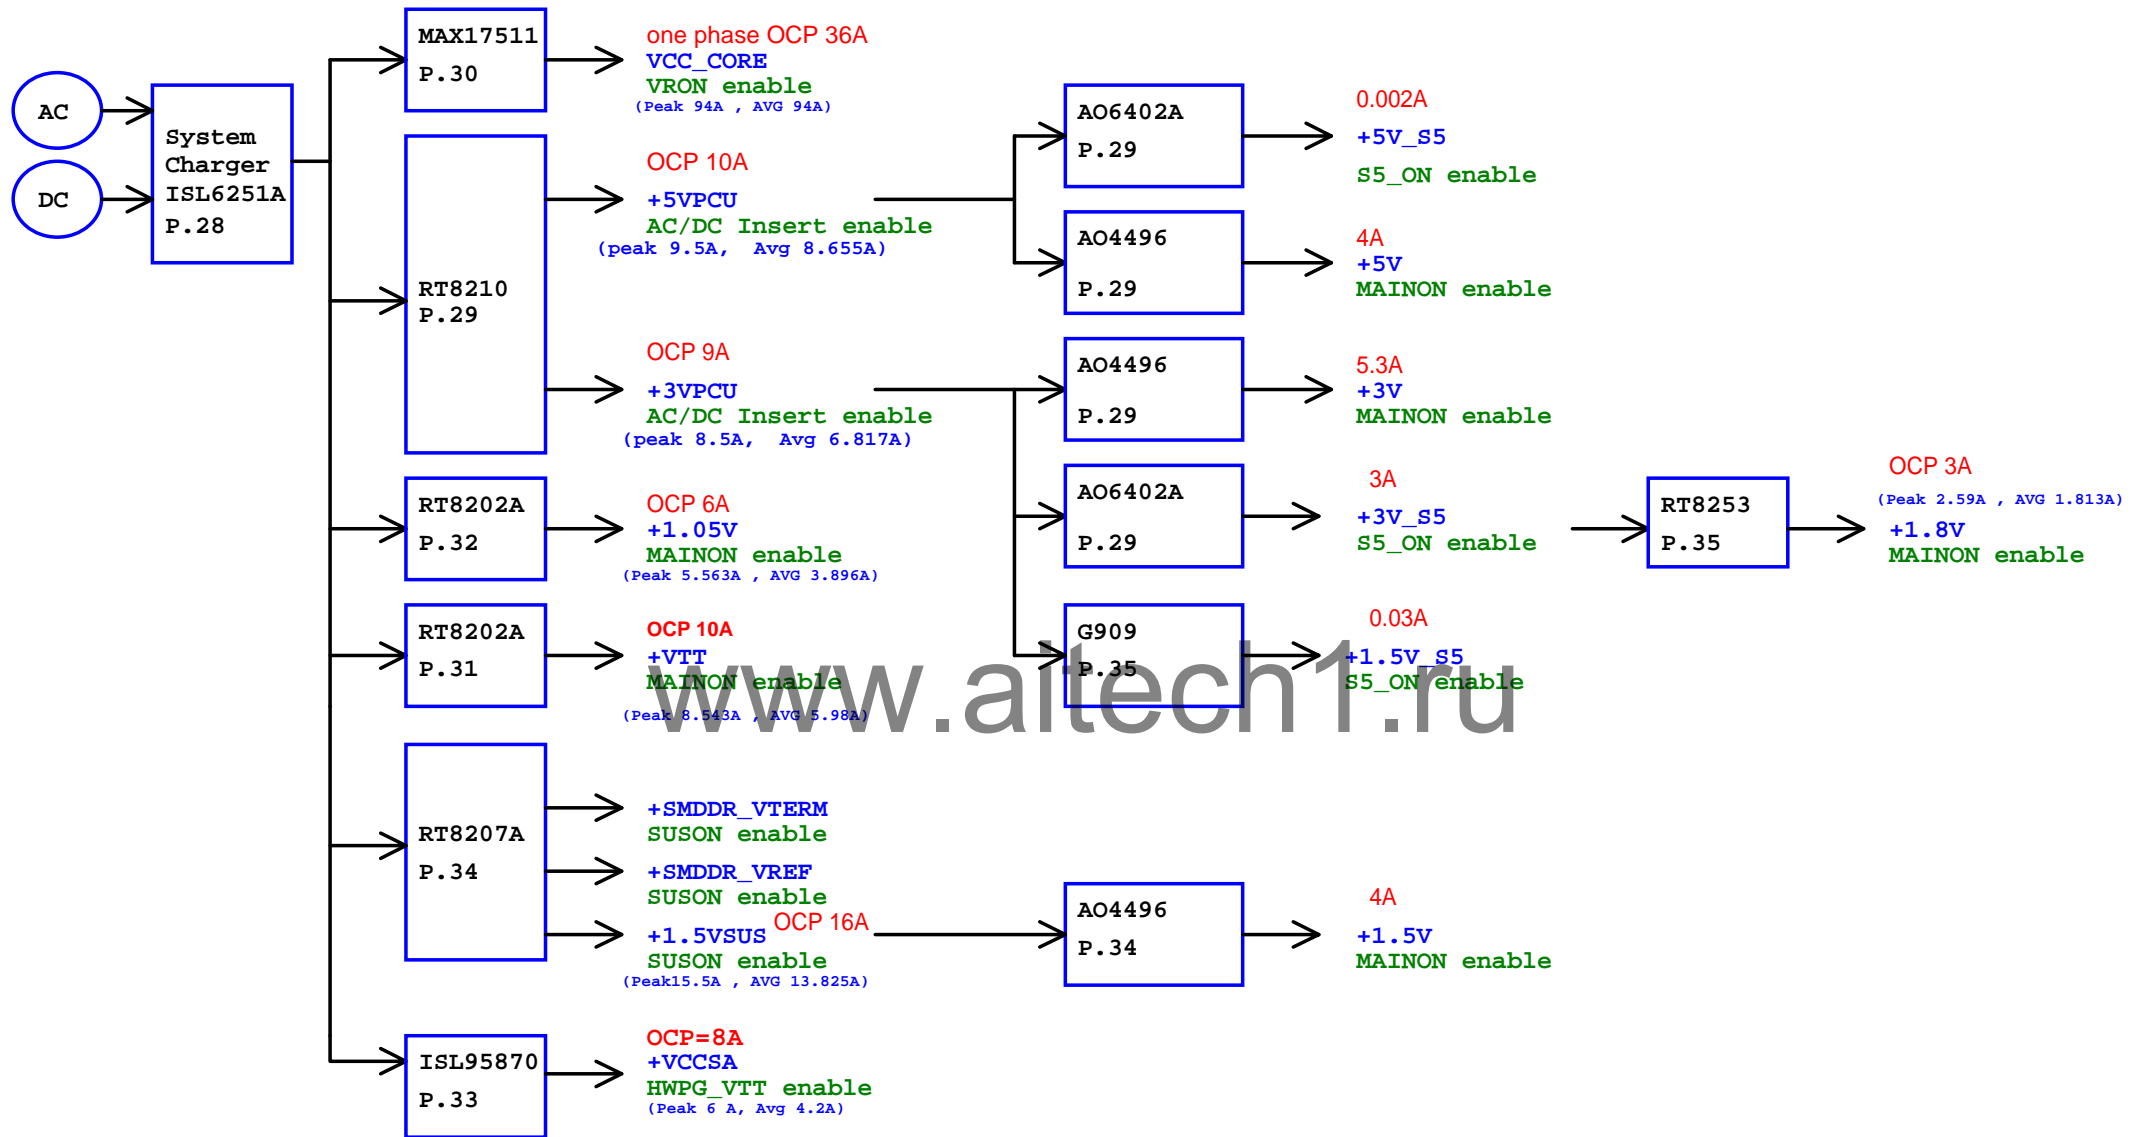 AC
DC
System
Charger
ISL6251A
P.28
MAX17511
P.30
one phase OCP 36A
VCC_CORE
VRON enable
(Peak 94A , AVG 94A)
RT8210
P.29
OCP 10A
+5VPCU
AC/DC Insert enable
(peak 9.5A, Avg 8.655A)
OCP 9A
+3VPCU
AC/DC Insert enable
(peak 8.5A, Avg 6.817A)
AO6402A
P.29
0.002A
+5V_S5
S5_ON enable
AO4496
P.29
4A
+5V
MAINON enable
AO4496
P.29
5.3A
+3V
MAINON enable
AO6402A
P.29
3A
+3V_S5
S5_ON enable
RT8253
P.35
OCP 3A
(Peak 2.59A , AVG 1.813A)
+1.8V
MAINON enable
G909
P.35
0.03A
+1.5V_S5
S5_ON enable
RT8202A
P.32
OCP 6A
+1.05V
MAINON enable
(Peak 5.563A , AVG 3.896A)
RT8202A
P.31
OCP 10A
+VTT
MAINON enable
(Peak 8.543A , AVG 5.98A)
www.aitech1.ru
RT8207A
P.34
+SMDDR_VTERM
SUSON enable
+SMDDR_VREF
SUSON enable
+1.5VSUS OCP 16A
SUSON enable
(Peak15.5A , AVG 13.825A)
AO4496
P.34
4A
+1.5V
MAINON enable
ISL95870
P.33
OCP=8A
+VCCSA
HWPG_VTT enable
(Peak 6 A, Avg 4.2A)